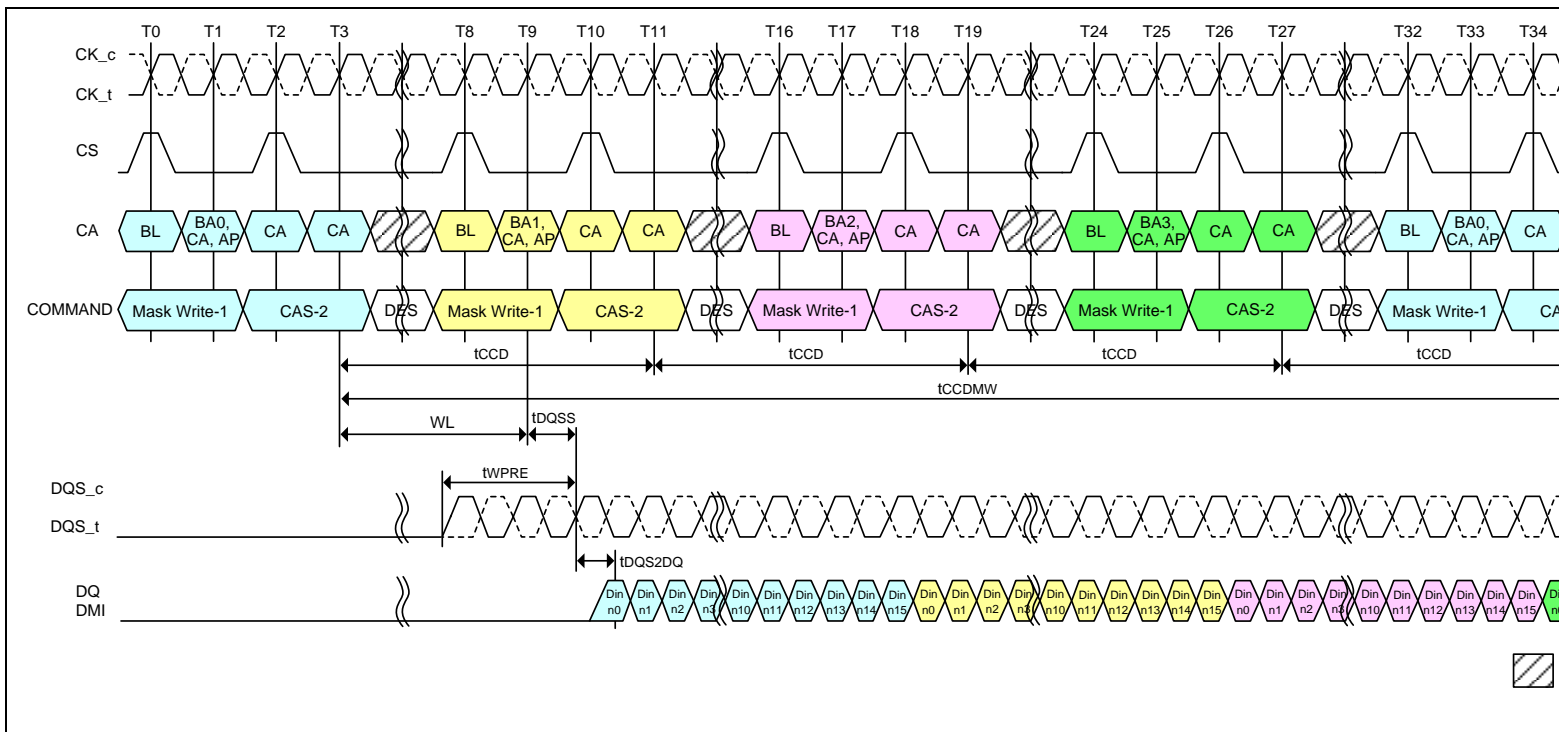 T0 T1 T2 T3 T8 T9 T10 T11 T16 T17 T18 T19 T24 T25 T26 T27 T32 T33 T34
CK_c
CK_t
CS
CA BL BA0, CA, AP CA CA BL BA1, CA, AP CA CA BL BA2, CA, AP CA CA BL BA3, CA, AP CA CA BL BA0, CA, AP CA
COMMAND Mask Write-1 CAS-2 DES Mask Write-1 CAS-2 DES Mask Write-1 CAS-2 DES Mask Write-1 CAS-2 DES Mask Write-1 CA
tCCD tCCD tCCD tCCD
tCCDMW
WL tDQSS
tWPRE
DQS_c
DQS_t
tDQS2DQ
DQ
DMI
Din Din Din Din Din Din Din Din Din Din Din Din Din Din Din Din Din Din Din Din Din Din Din Din Din Din Din Din Din Din Di
n0 n1 n2 n3 n10 n11 n12 n13 n14 n15 n0 n1 n2 n3 n10 n11 n12 n13 n14 n15 n0 n1 n2 n3 n10 n11 n12 n13 n14 n15